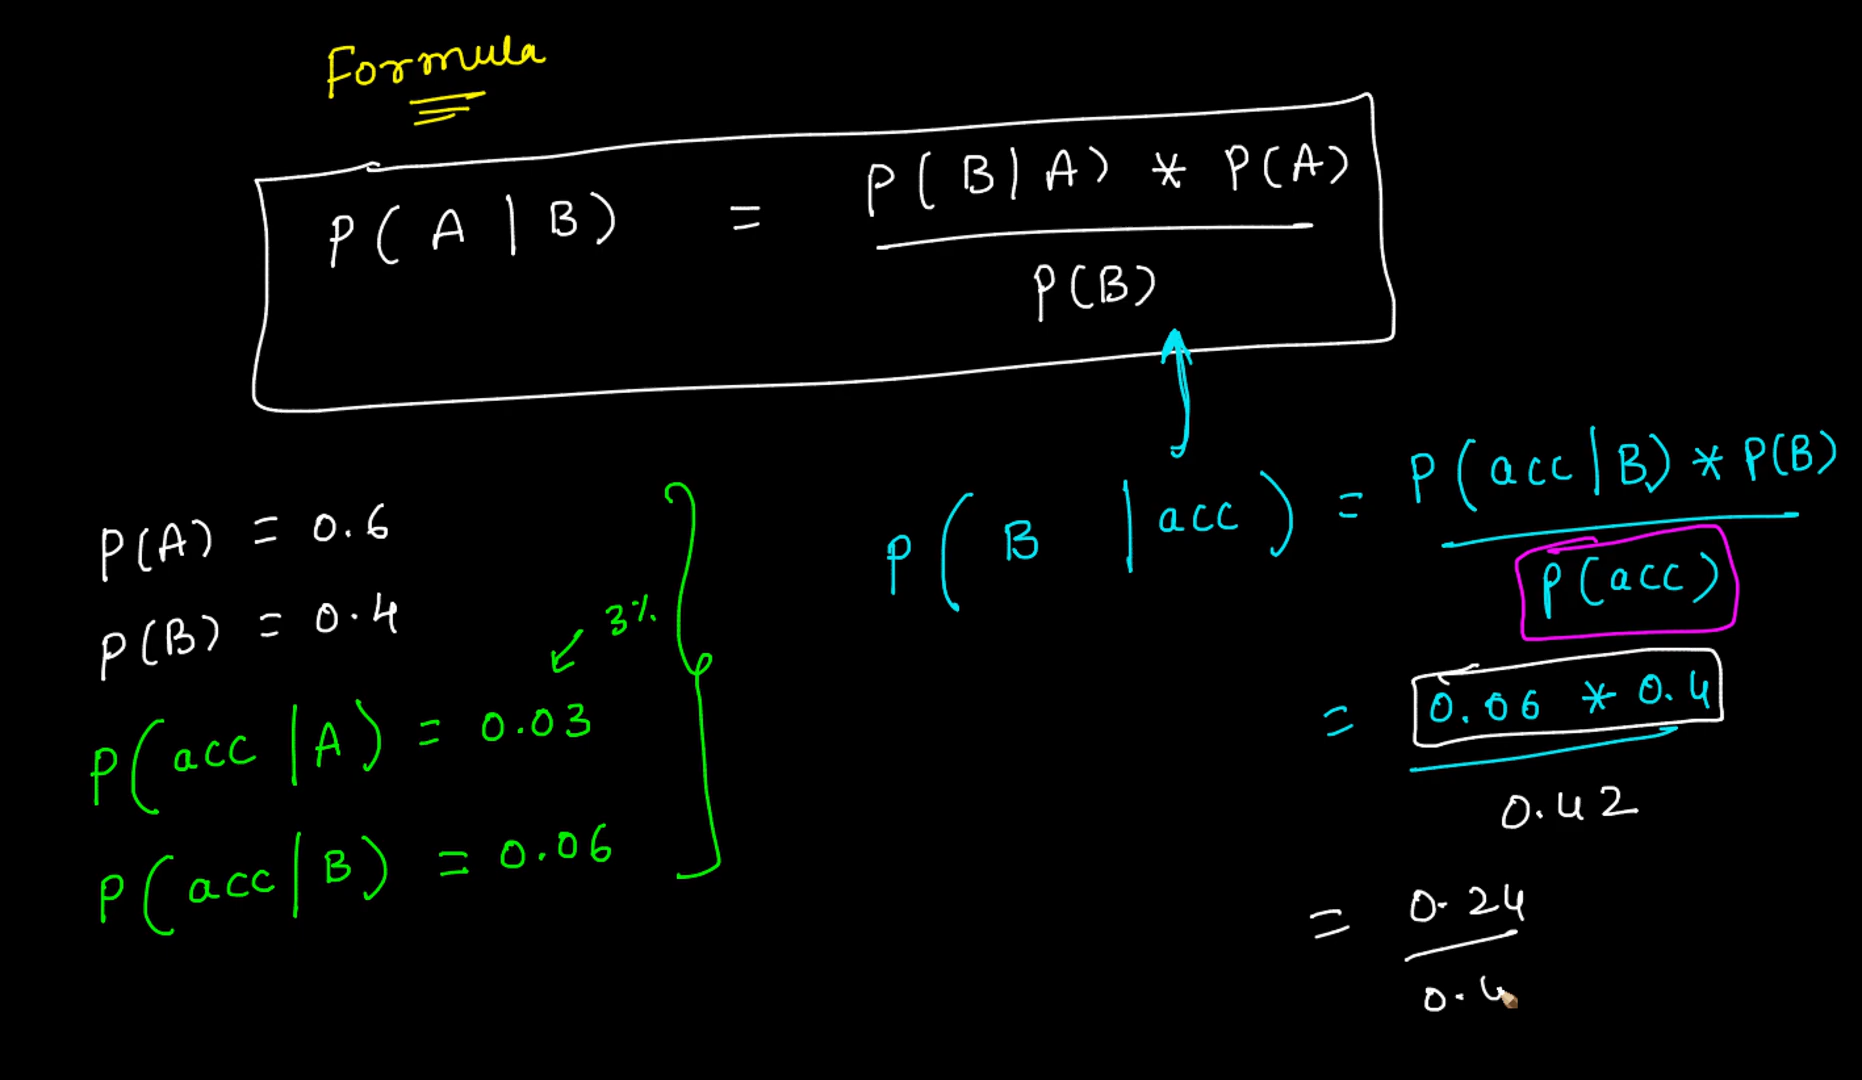 Formula
P(A|B) = P(B|A) * P(A)
P(B)
P(A) = 0.6
P(B) = 0.4
3%
P(acc|A) = 0.03
P(acc|B) = 0.06
P(B|acc) = P(acc|B) * P(B)
P(acc)
= 0.06 * 0.4
0.42
= 0.24
0.4